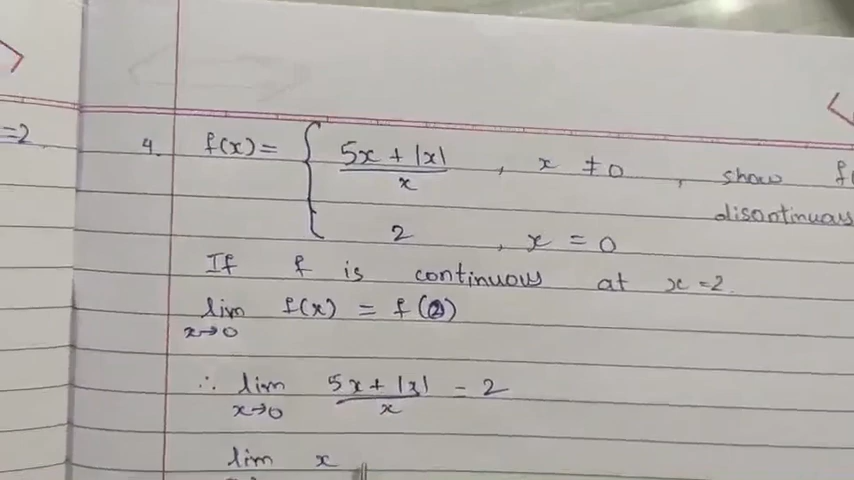 =2
4. f(x) = { (5x + |x|)/x , x ≠ 0 , show
2 , x = 0 discontinuous
If f is continuous at x = 2.
lim x→0 f(x) = f(2)
∴ lim x→0 (5x + |x|)/x = 2
lim x